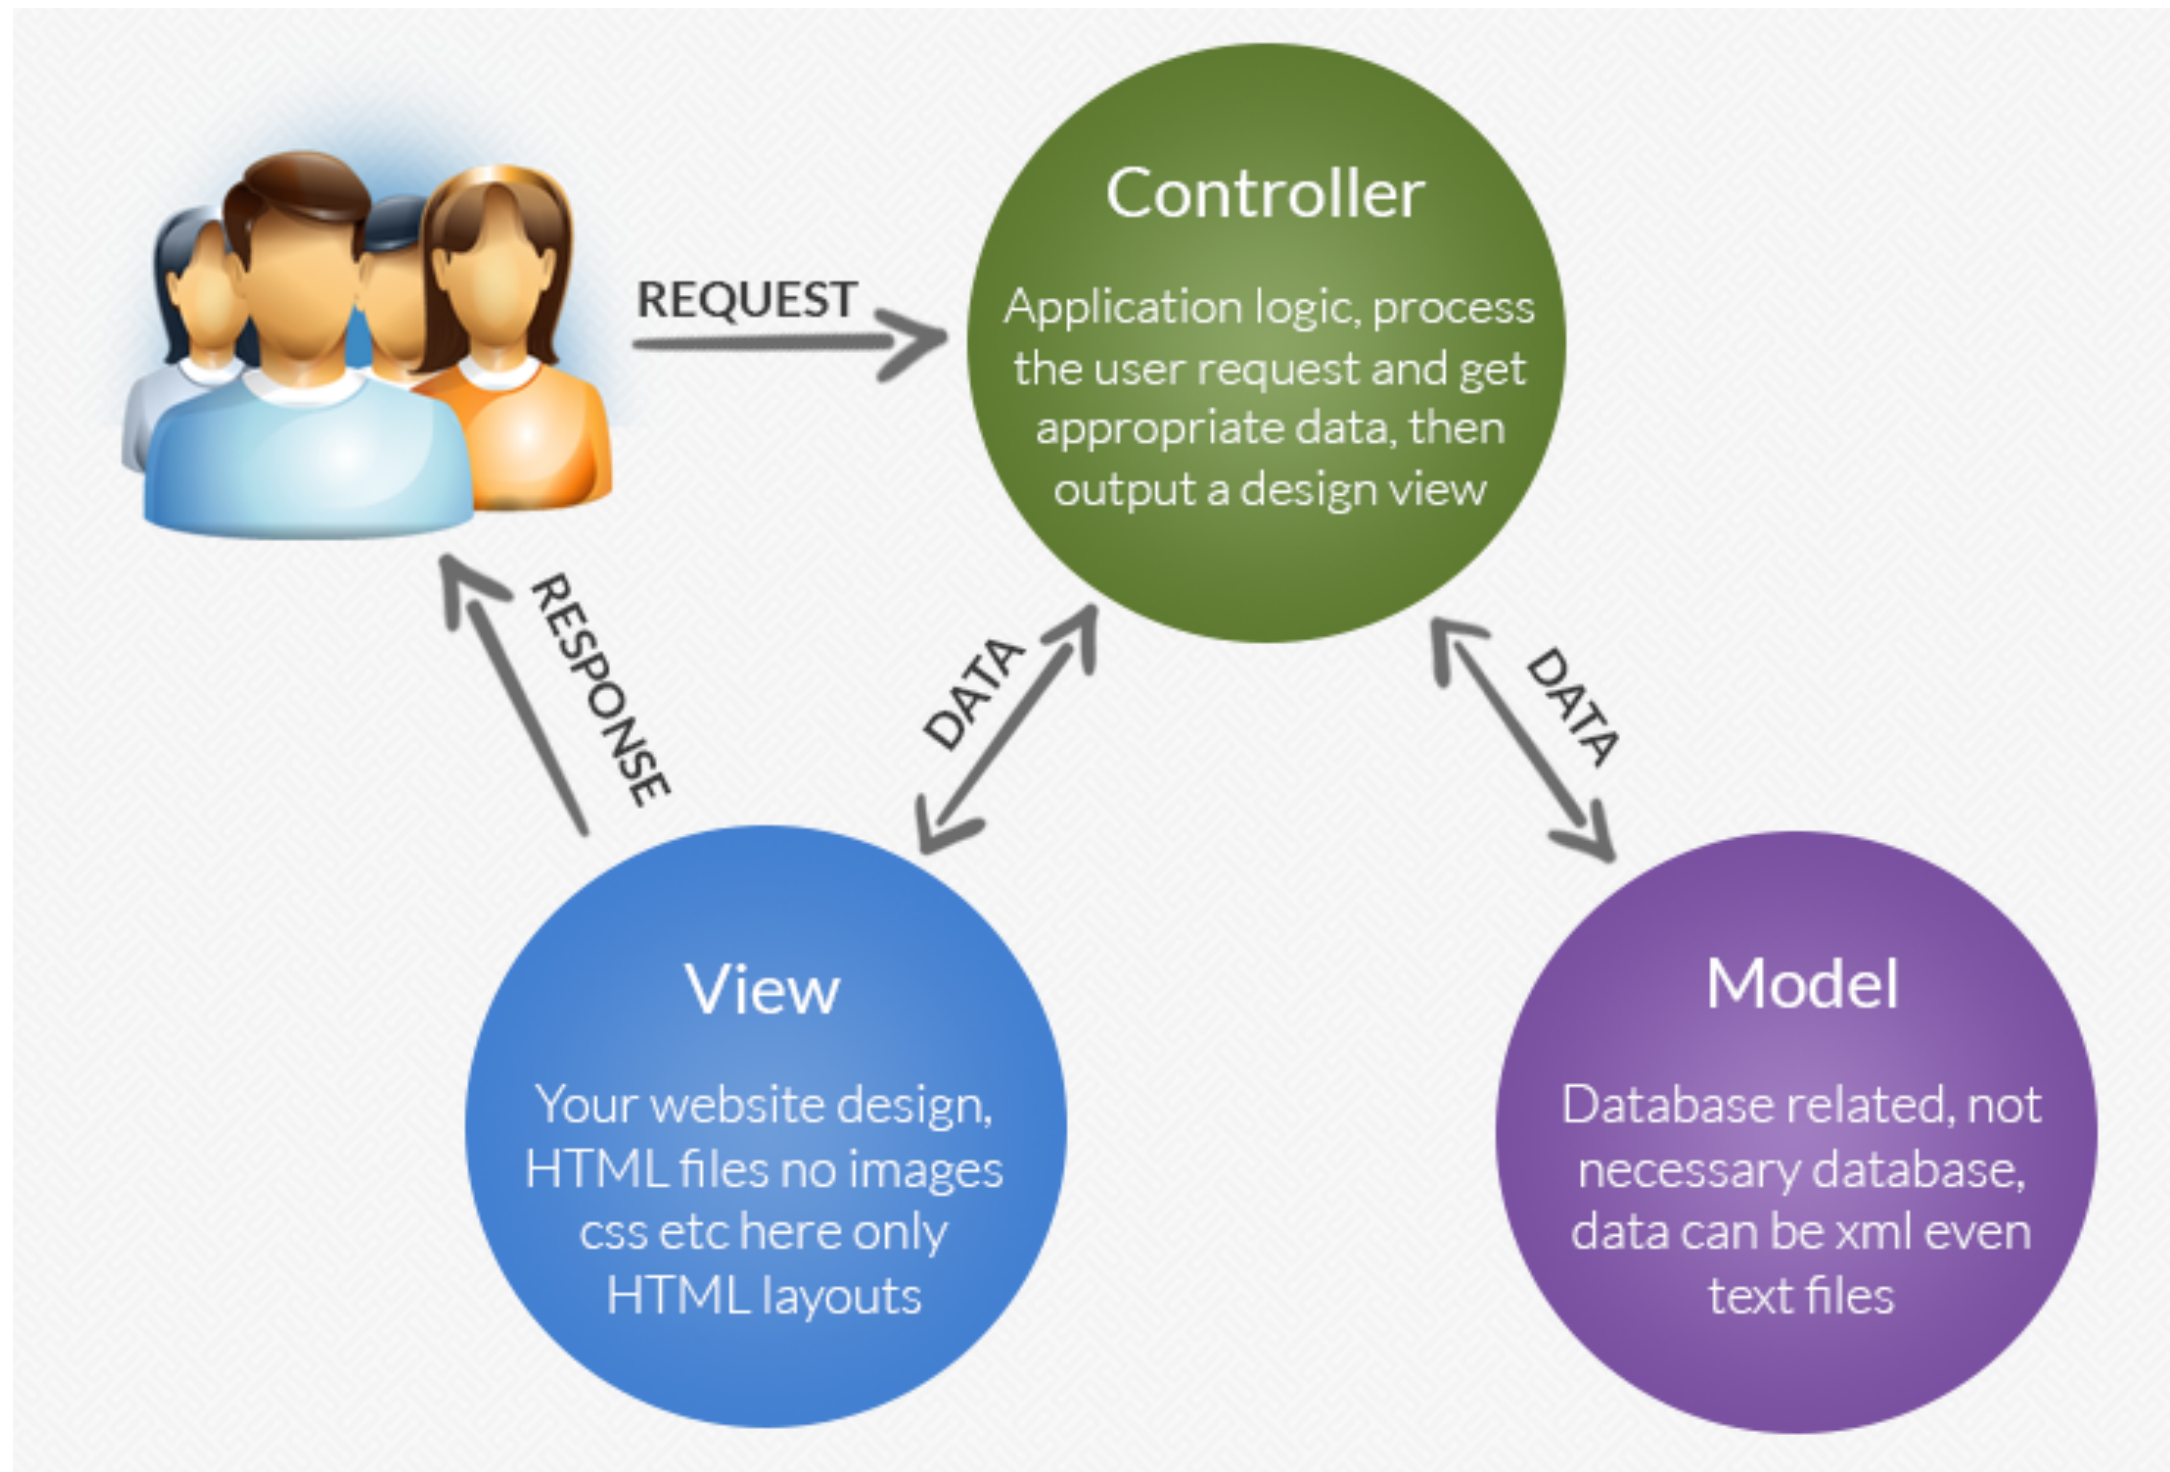 REQUEST
Controller
Application logic, process
the user request and get
appropriate data, then
output a design view
RESPONSE
DATA
DATA
View
Your website design,
HTML files no images
css etc here only
HTML layouts
Model
Database related, not
necessary database,
data can be xml even
text files